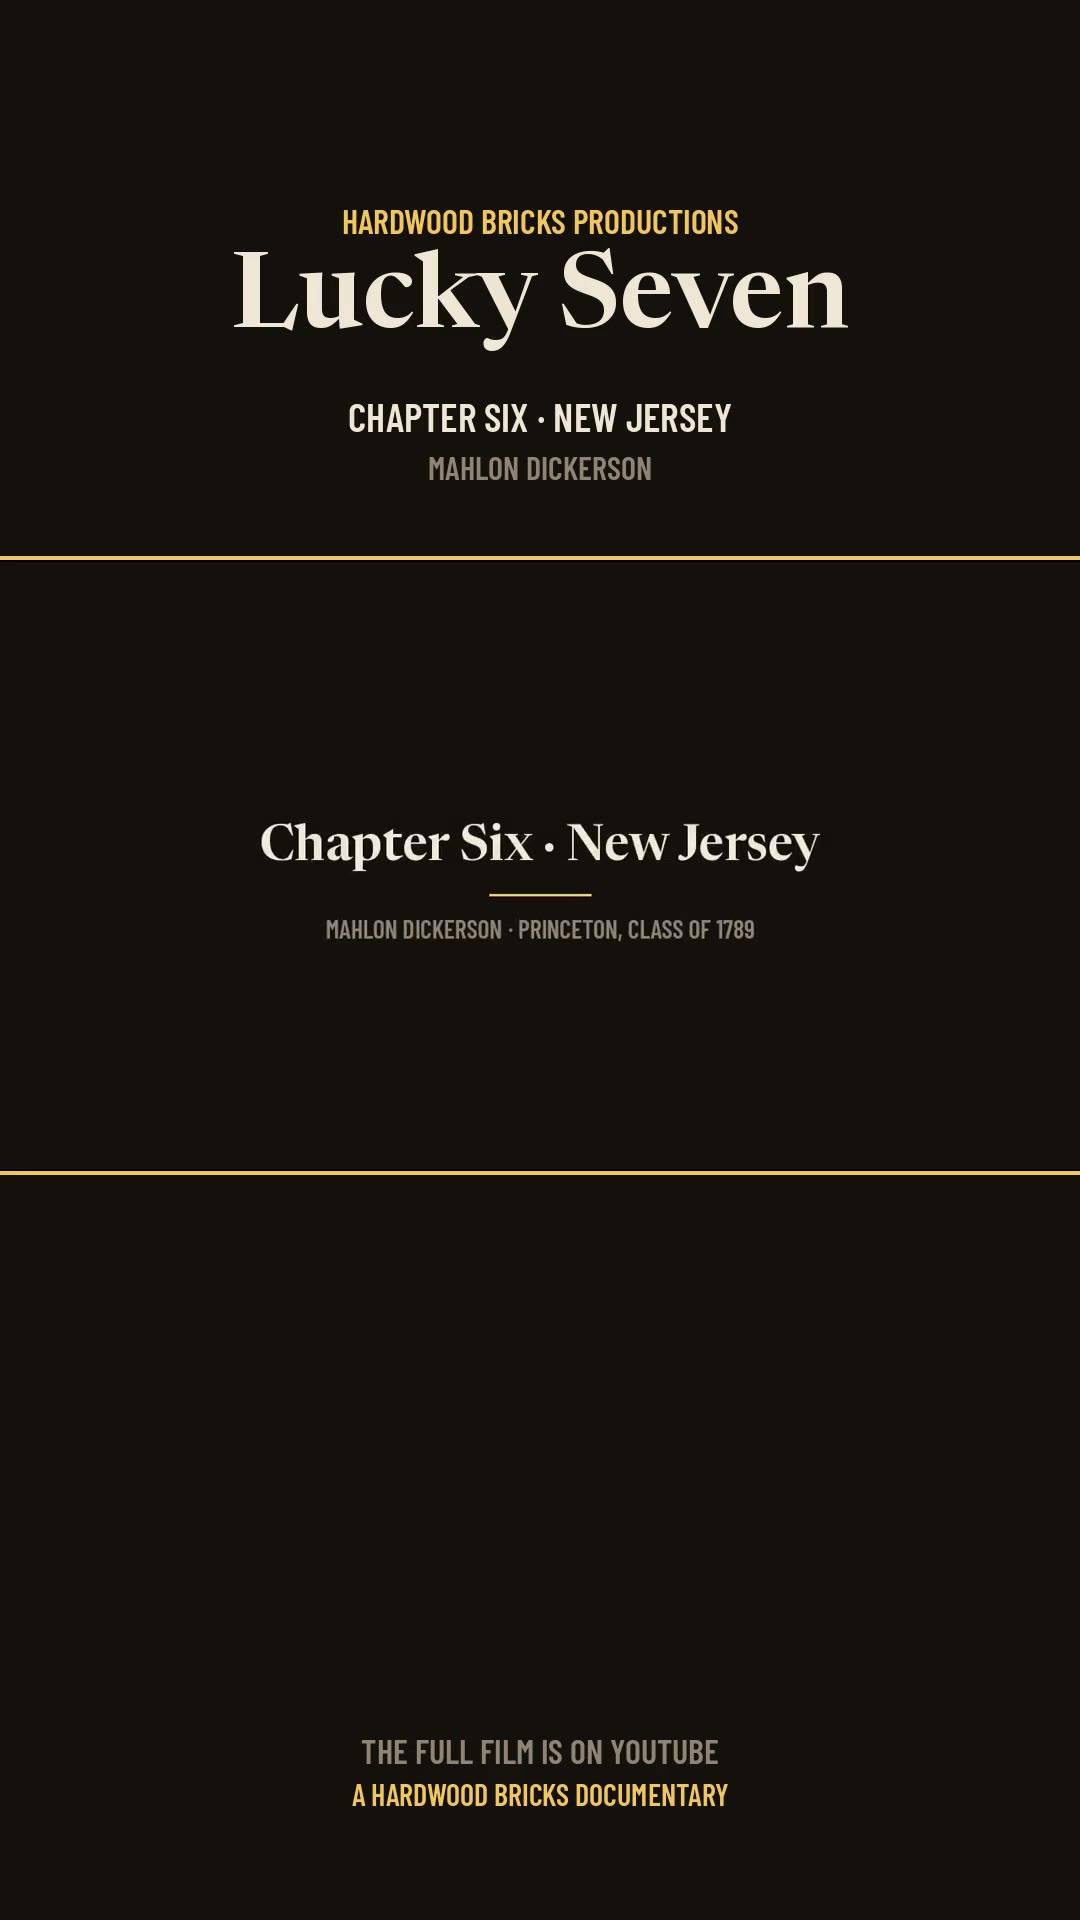 HARDWOOD BRICKS PRODUCTIONS
Lucky Seven
CHAPTER SIX · NEW JERSEY
MAHLON DICKERSON
Chapter Six · New Jersey
MAHLON DICKERSON · PRINCETON, CLASS OF 1789
THE FULL FILM IS ON YOUTUBE
A HARDWOOD BRICKS DOCUMENTARY